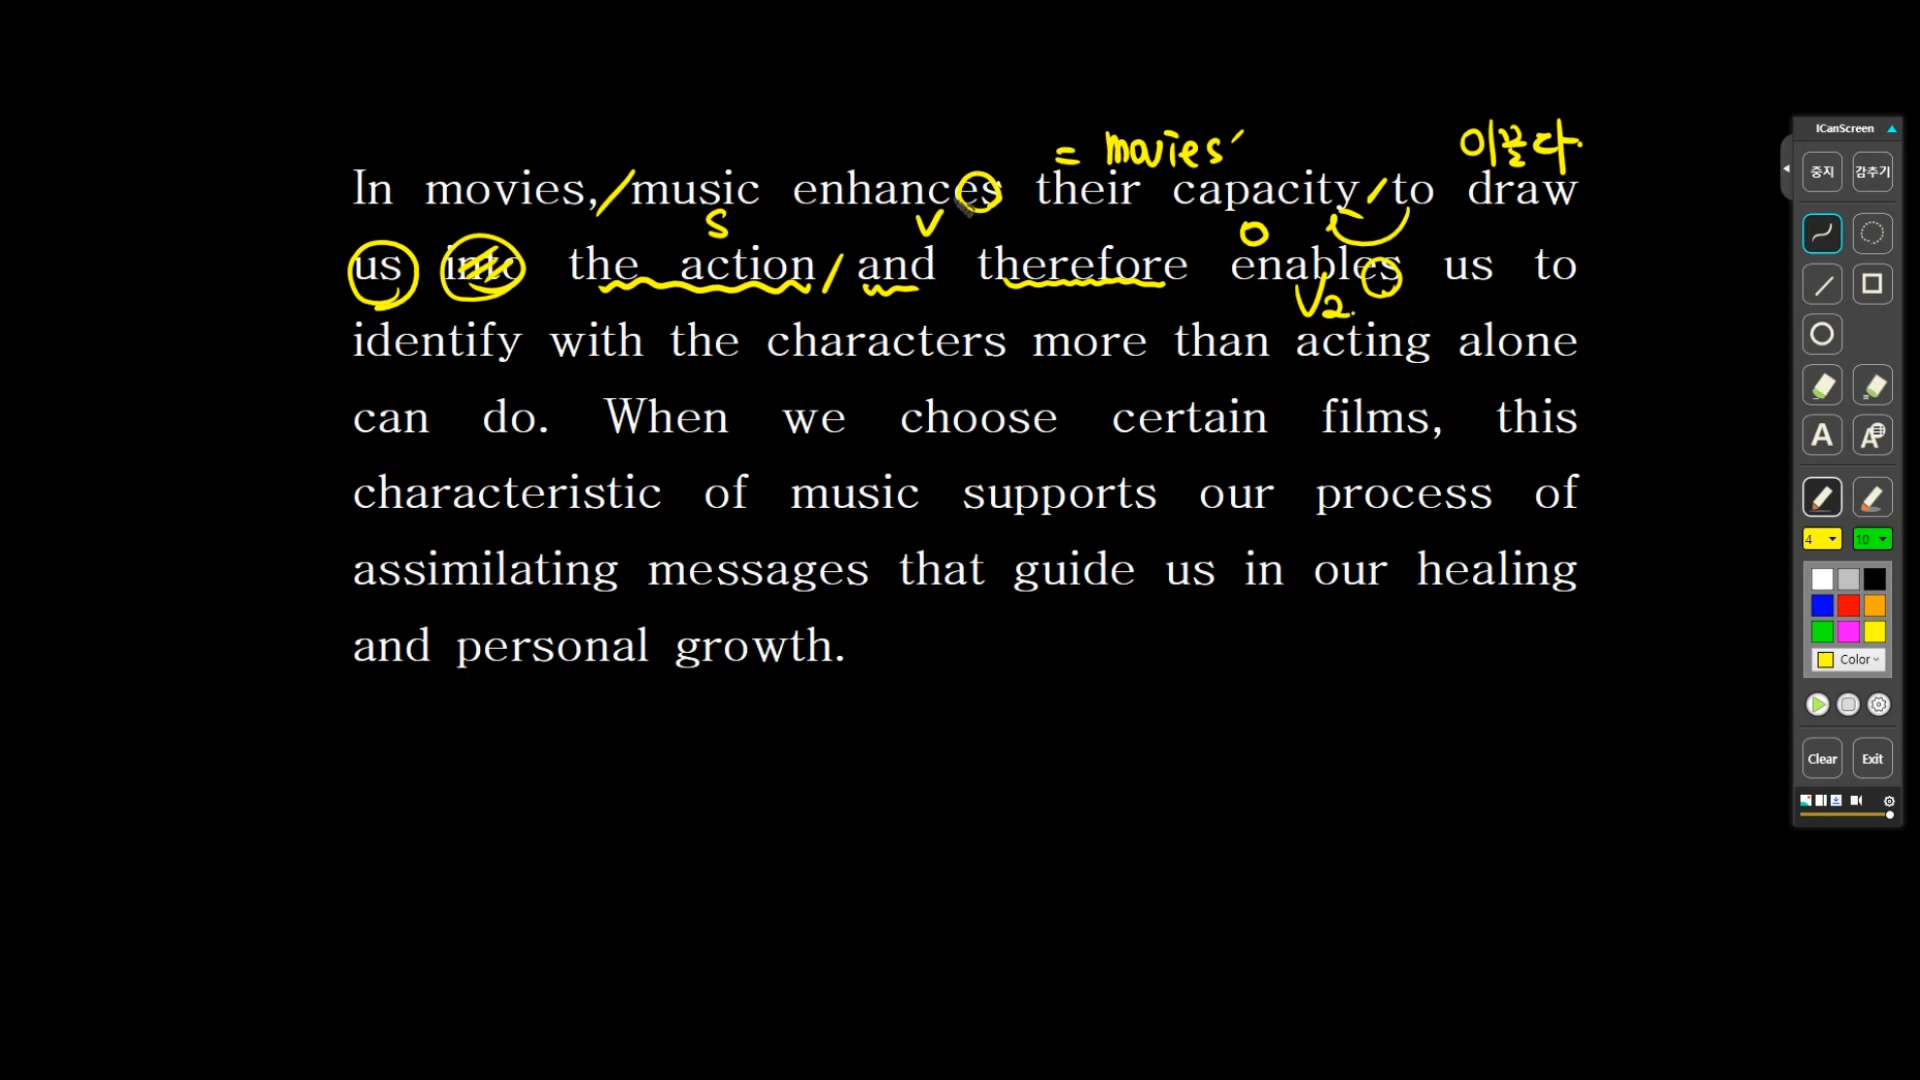 = movies' 이끌다.
In movies, / music enhances their capacity / to draw
S V O
us into the action / and therefore enables us to
V2.
identify with the characters more than acting alone
can do. When we choose certain films, this
characteristic of music supports our process of
assimilating messages that guide us in our healing
and personal growth.
ICanScreen
중지 감추기
A A
4 10
Color
Clear Exit